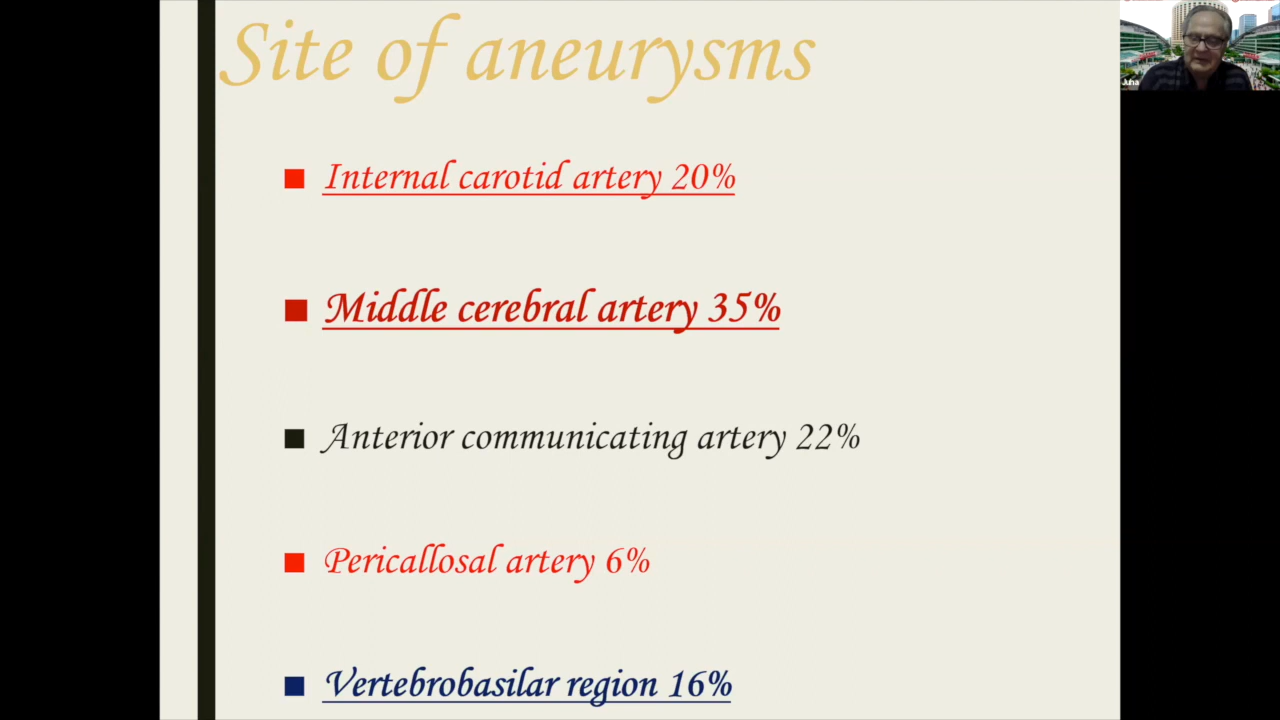 Site of aneurysms
Internal carotid artery 20%
Middle cerebral artery 35%
Anterior communicating artery 22%
Pericallosal artery 6%
Vertebrobasilar region 16%
Juha